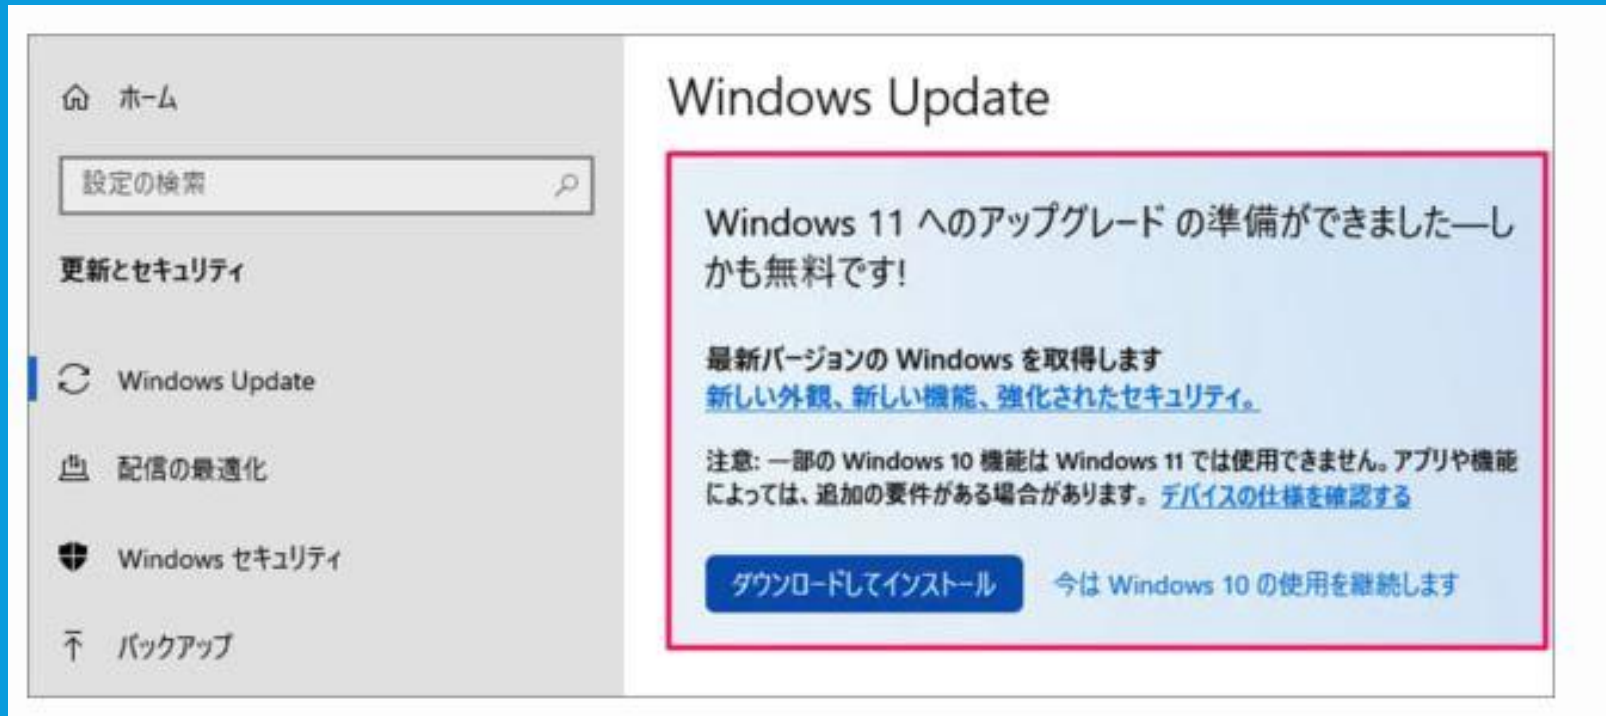 ホーム
設定の検索
更新とセキュリティ
Windows Update
配信の最適化
Windows セキュリティ
バックアップ
Windows Update
Windows 11 へのアップグレード の準備ができました—し
かも無料です!
最新バージョンの Windows を取得します
新しい外観、新しい機能、強化されたセキュリティ。
注意: 一部の Windows 10 機能は Windows 11 では使用できません。アプリや機能
によっては、追加の要件がある場合があります。 デバイスの仕様を確認する
ダウンロードしてインストール 今は Windows 10 の使用を継続します